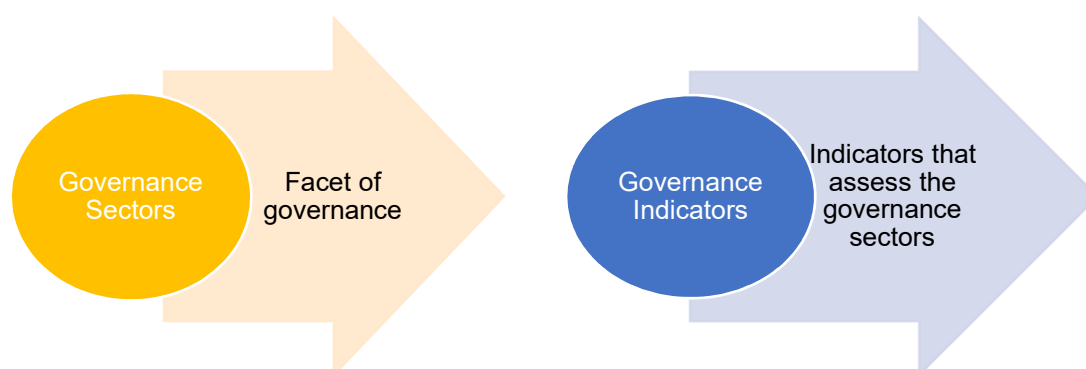 Governance
Sectors
Facet of
governance
Governance
Indicators
Indicators that
assess the
governance
sectors